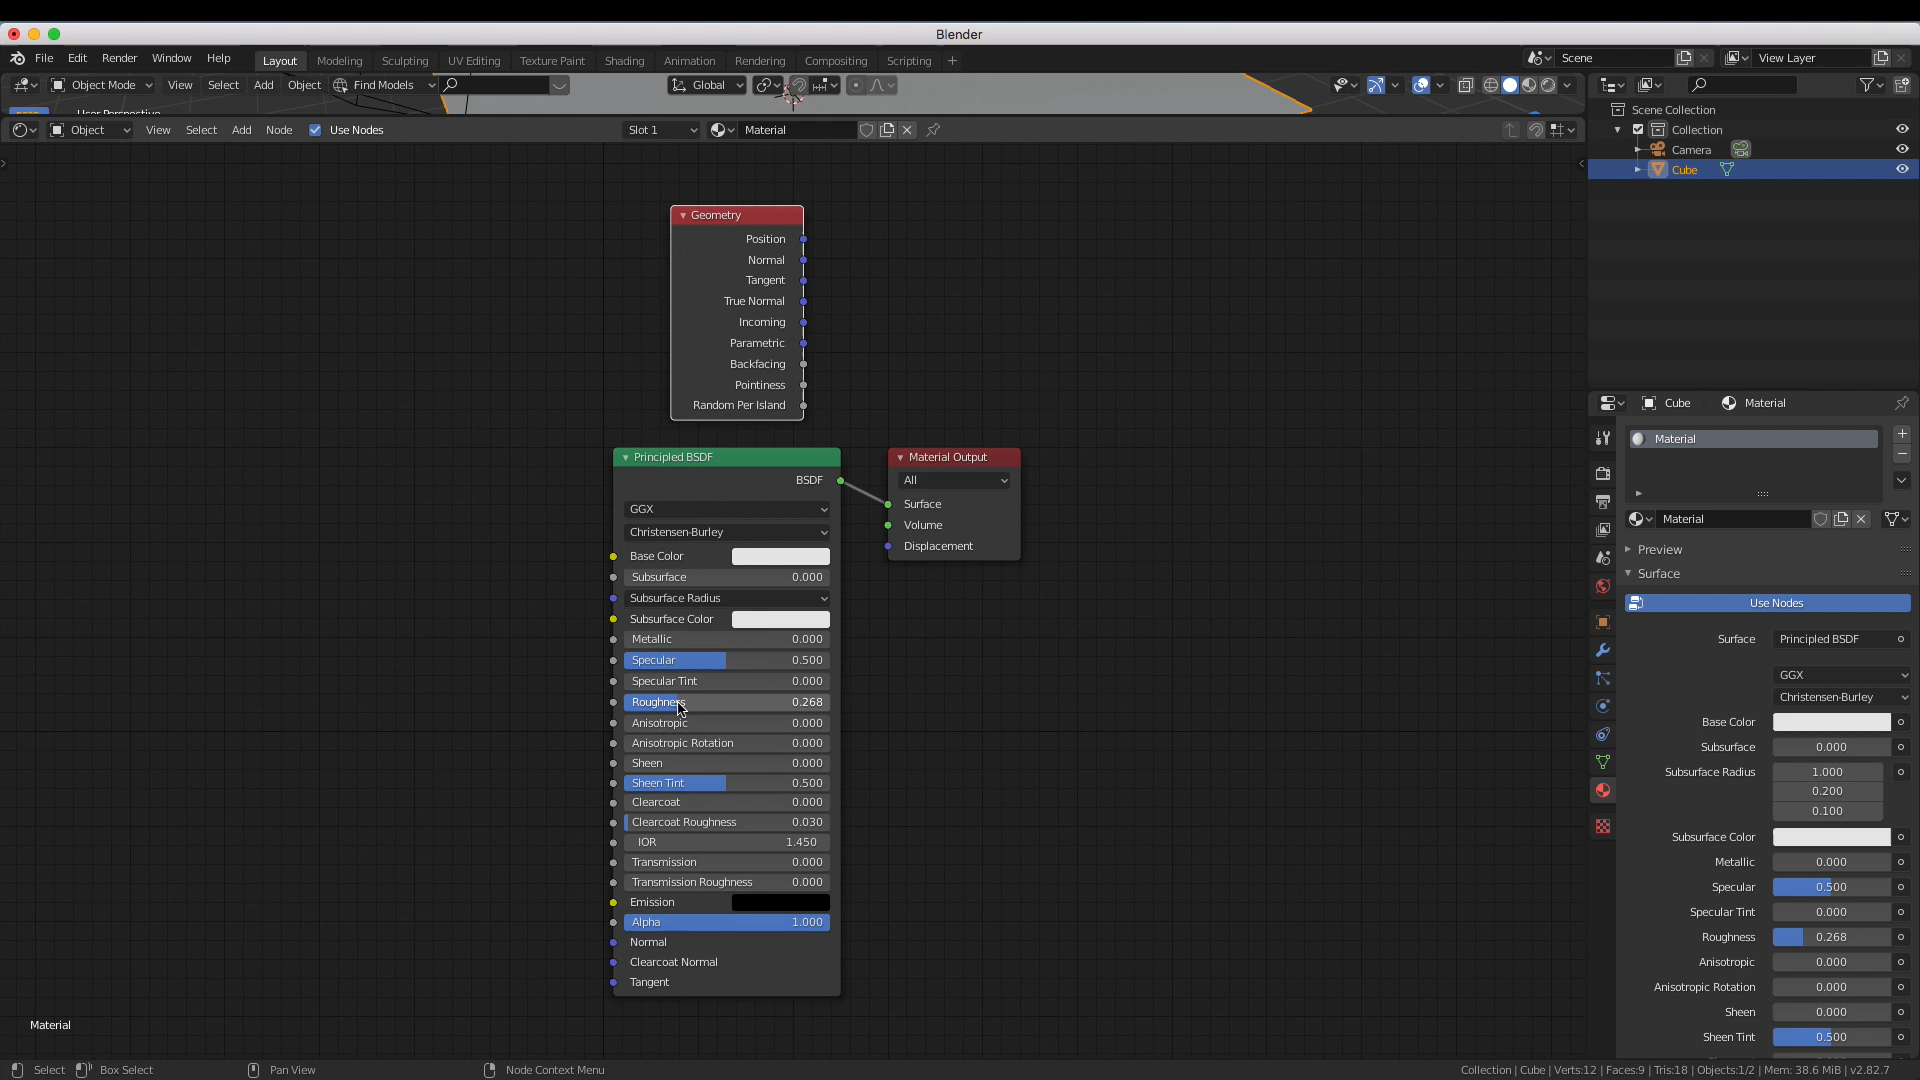 Blender
File Edit Render Window Help Layout Modeling Sculpting UV Editing Texture Paint Shading Animation Rendering Compositing Scripting + Scene View Layer
Object Mode View Select Add Object Find Models Global
Object View Select Add Node Use Nodes Slot 1 Material
Geometry
Position
Normal
Tangent
True Normal
Incoming
Parametric
Backfacing
Pointiness
Random Per Island
Principled BSDF
BSDF
GGX
Christensen-Burley
Base Color
Subsurface 0.000
Subsurface Radius
Subsurface Color
Metallic 0.000
Specular 0.500
Specular Tint 0.000
Roughness 0.268
Anisotropic 0.000
Anisotropic Rotation 0.000
Sheen 0.000
Sheen Tint 0.500
Clearcoat 0.000
Clearcoat Roughness 0.030
IOR 1.450
Transmission 0.000
Transmission Roughness 0.000
Emission
Alpha 1.000
Normal
Clearcoat Normal
Tangent
Material Output
All
Surface
Volume
Displacement
Material
Scene Collection
Collection
Camera
Cube
Cube Material
Material
Material
Preview
Surface
Use Nodes
Surface Principled BSDF
GGX
Christensen-Burley
Base Color
Subsurface 0.000
Subsurface Radius 1.000
0.200
0.100
Subsurface Color
Metallic 0.000
Specular 0.500
Specular Tint 0.000
Roughness 0.268
Anisotropic 0.000
Anisotropic Rotation 0.000
Sheen 0.000
Sheen Tint 0.500
Select Box Select Pan View Node Context Menu Collection | Cube | Verts:12 | Faces:9 | Tris:18 | Objects:1/2 | Mem: 38.6 MiB | v2.82.7